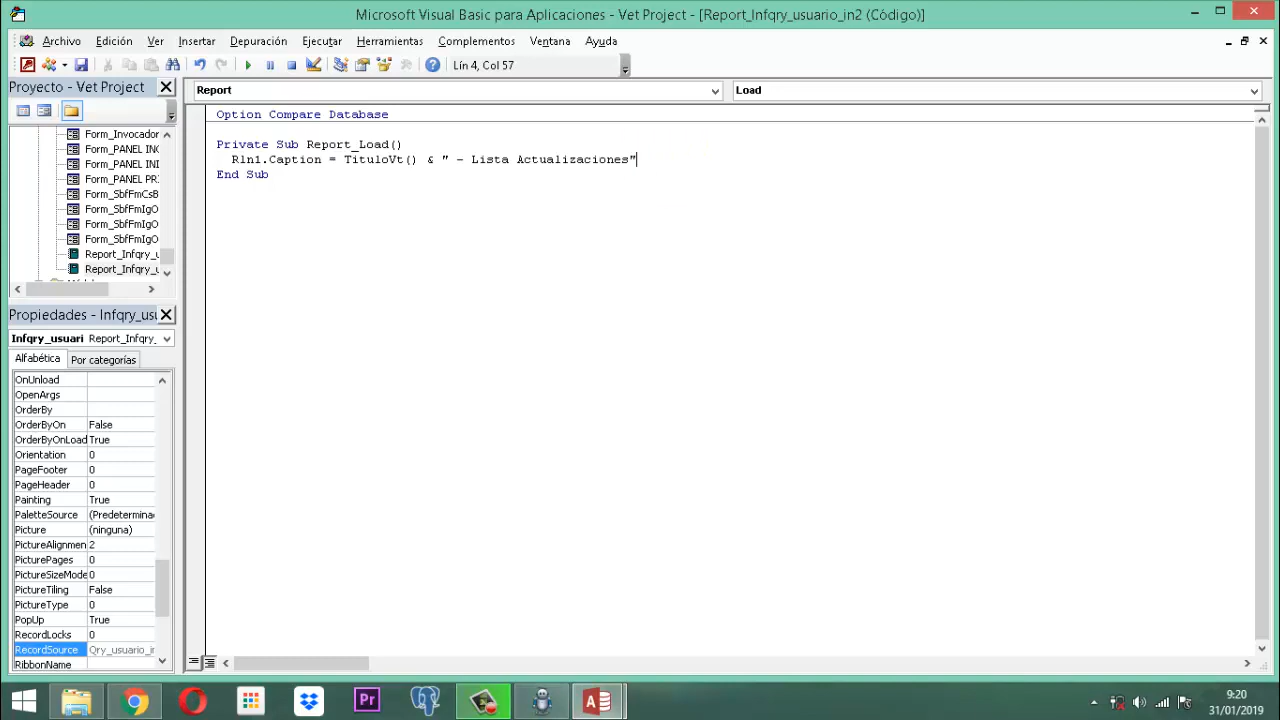 Microsoft Visual Basic para Aplicaciones - Vet Project - [Report_Infqry_usuario_in2 (Código)]
Archivo Edición Ver Insertar Depuración Ejecutar Herramientas Complementos Ventana Ayuda
Lín 4, Col 57
Proyecto - Vet Project
Report
Load
Form_Invocador
Form_PANEL ING
Form_PANEL INI
Form_PANEL PR
Form_SbfFmCsB
Form_SbfFmIgO
Form_SbfFmIgO
Form_SbfFmIgO
Report_Infqry_u
Report_Infqry_u
Option Compare Database
Private Sub Report_Load()
Rln1.Caption = TituloVt() & " - Lista Actualizaciones"
End Sub
Propiedades - Infqry_usu
Infqry_usuari Report_Infqry_
Alfabética Por categorías
OnUnload
OpenArgs
OrderBy
OrderByOn False
OrderByOnLoad True
Orientation 0
PageFooter 0
PageHeader 0
Painting True
PaletteSource (Predetermina
Picture (ninguna)
PictureAlignmen 2
PicturePages 0
PictureSizeMode 0
PictureTiling False
PictureType 0
PopUp True
RecordLocks 0
RecordSource Qry_usuario_in
RibbonName
Pr
9:20
31/01/2019